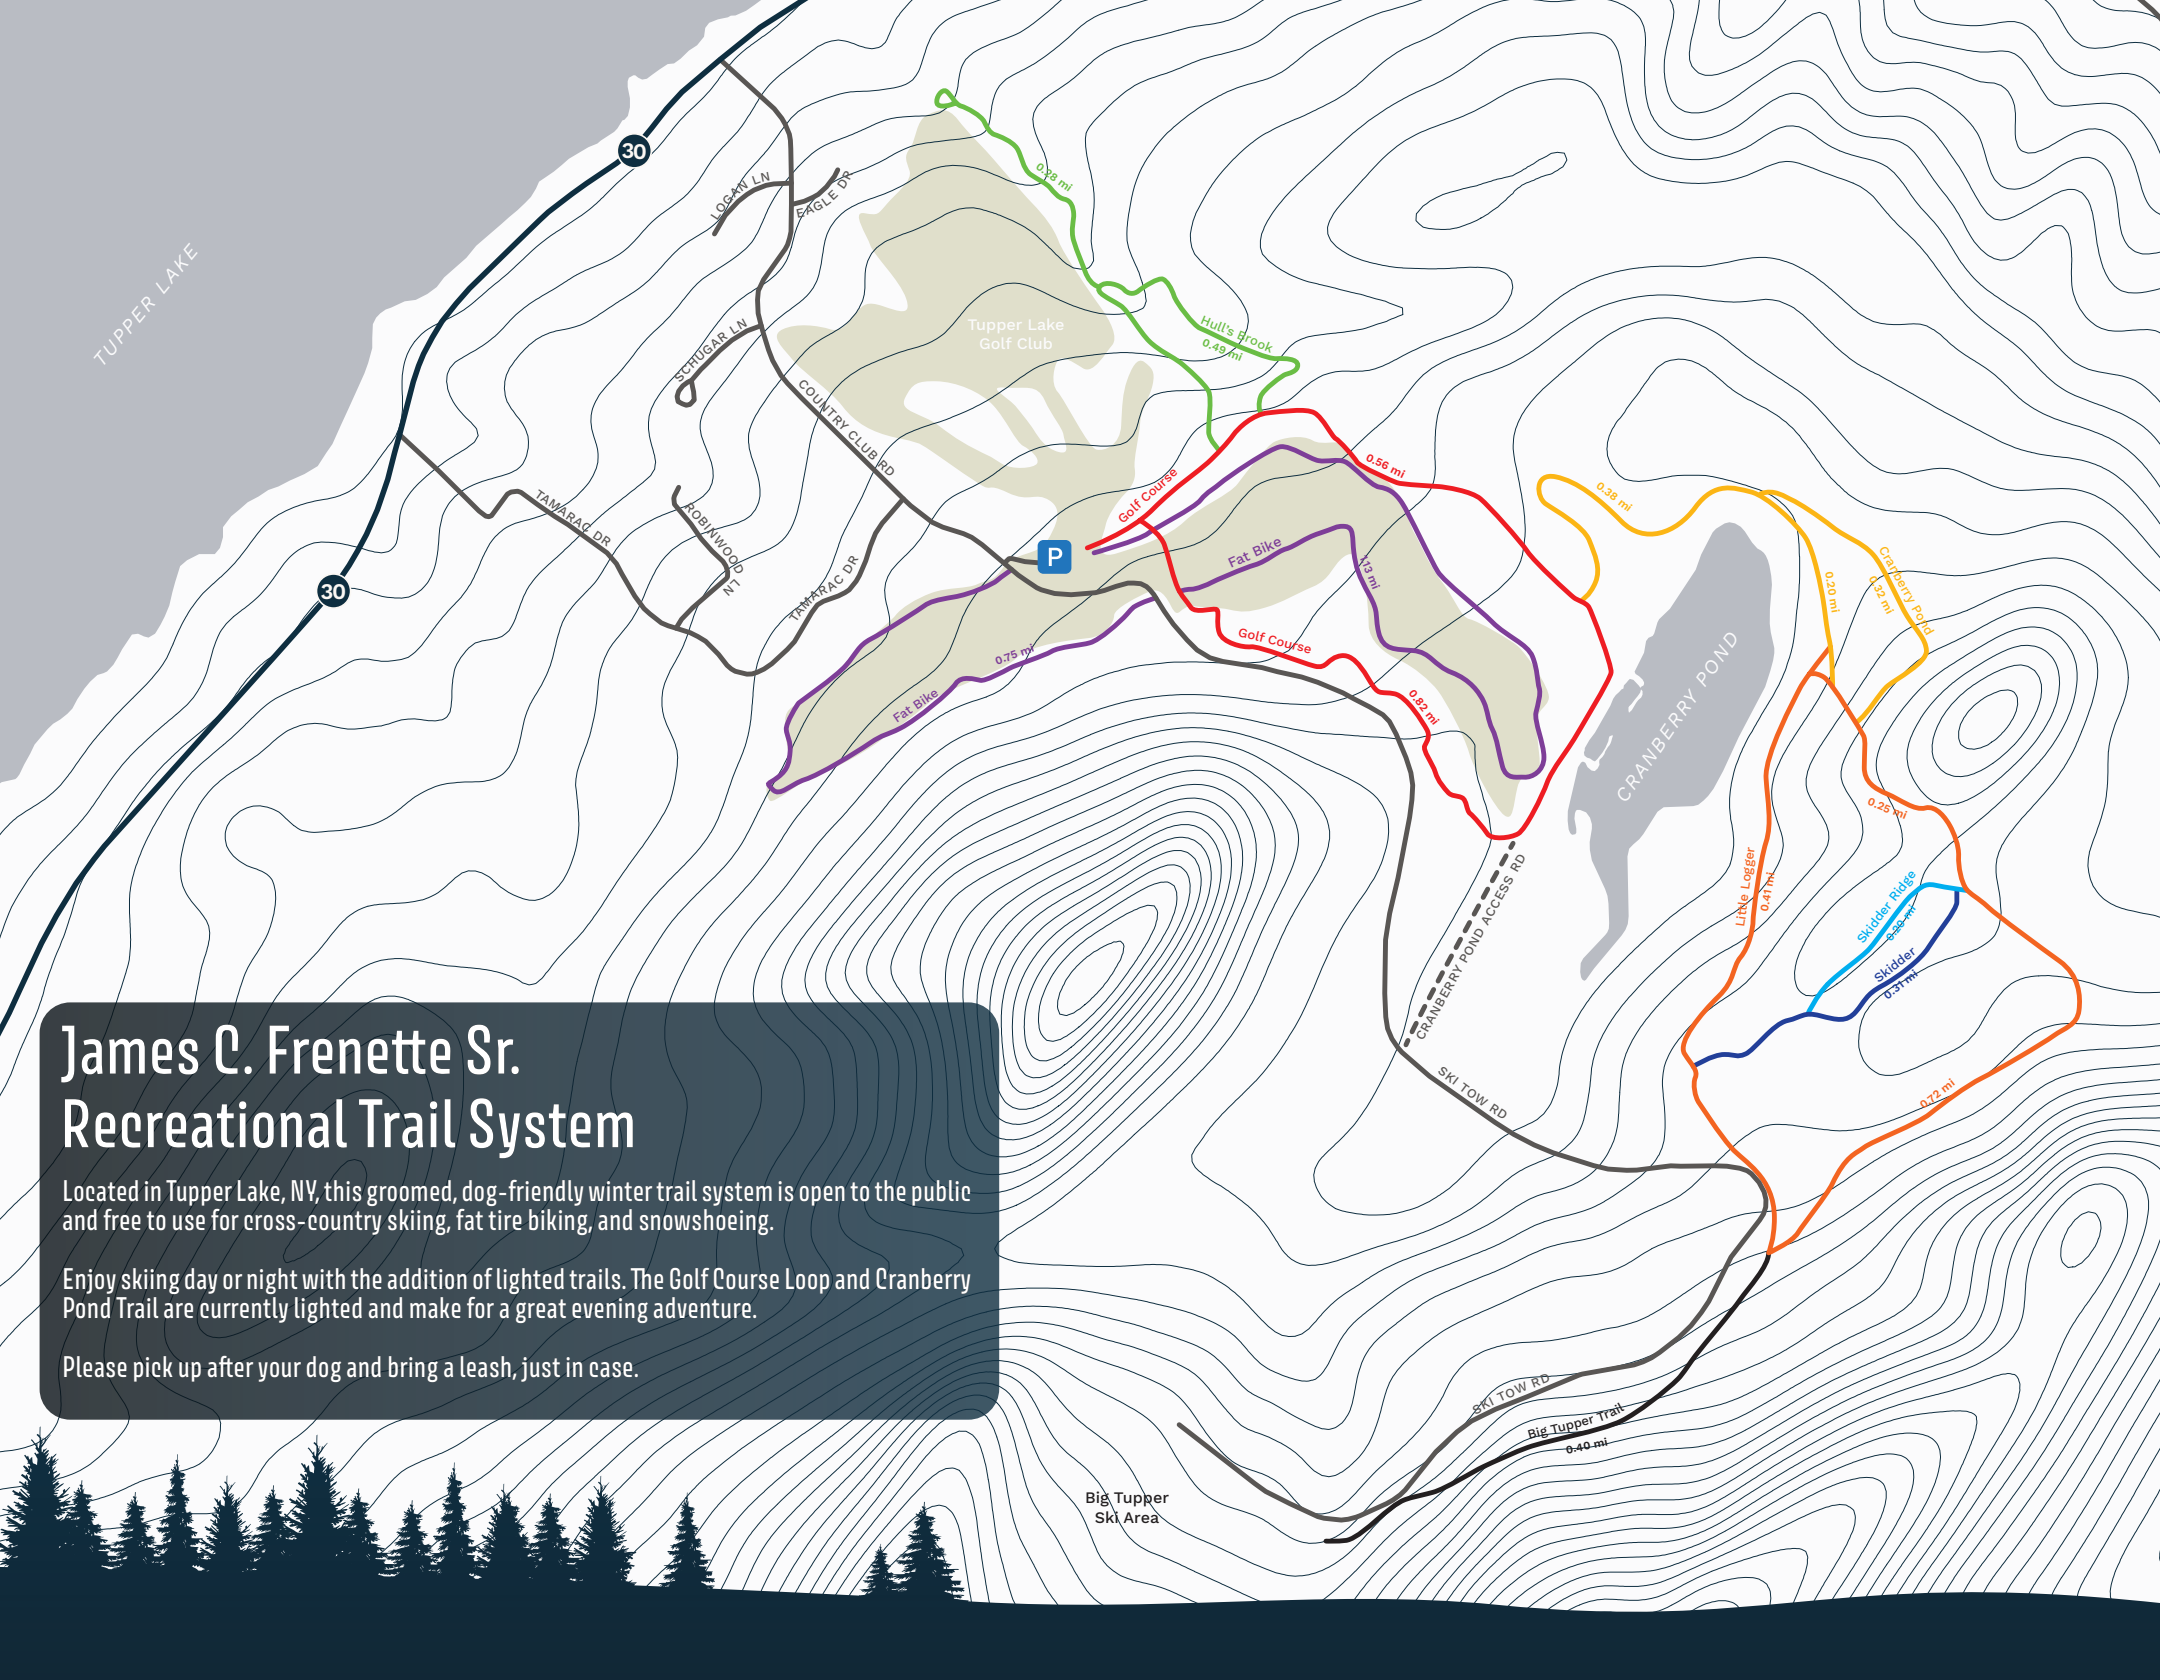 30
30
TUPPER LAKE
LOGAN LN
EAGLE DR
SCHUGAR LN
COUNTRY CLUB RD
TAMARAC DR
ROBINWOOD LN
TAMARAC DR
Tupper Lake
Golf Club
0.28 mi
Hull's Brook
0.49 mi
Golf Course
0.56 mi
P
Fat Bike
1.13 mi
Fat Bike
0.75 mi
Golf Course
0.82 mi
0.38 mi
0.20 mi
Cranberry Pond
0.32 mi
CRANBERRY POND
0.25 mi
Little Logger
0.41 mi
Skidder Ridge
0.20 mi
Skidder
0.31 mi
CRANBERRY POND ACCESS RD
SKI TOW RD
0.72 mi
SKI TOW RD
Big Tupper Trail
0.40 mi
Big Tupper
Ski Area
James C. Frenette Sr.
Recreational Trail System
Located in Tupper Lake, NY, this groomed, dog-friendly winter trail system is open to the public
and free to use for cross-country skiing, fat tire biking, and snowshoeing.
Enjoy skiing day or night with the addition of lighted trails. The Golf Course Loop and Cranberry
Pond Trail are currently lighted and make for a great evening adventure.
Please pick up after your dog and bring a leash, just in case.